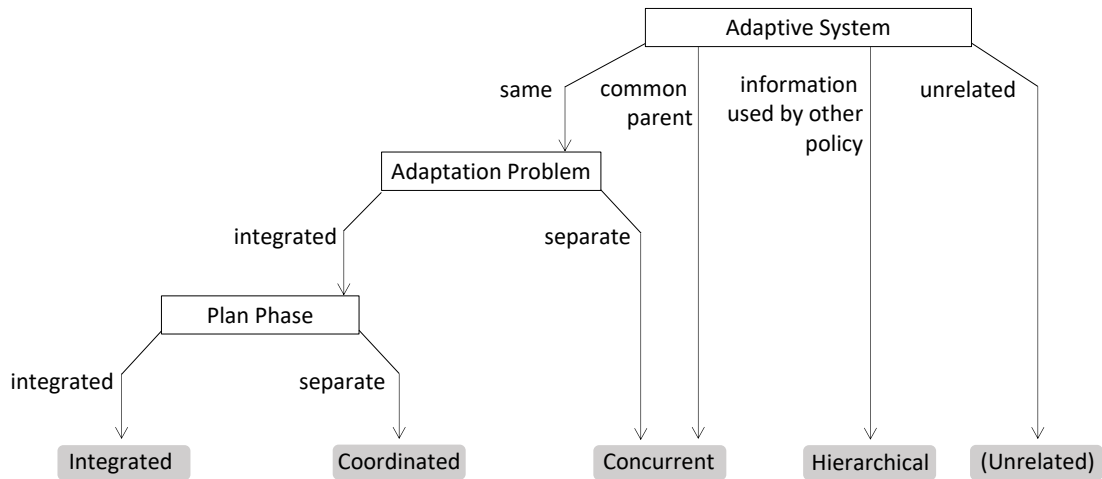 Adaptive System
same
common
parent
information
used by other
policy
unrelated
Adaptation Problem
integrated
separate
Plan Phase
integrated
separate
Integrated
Coordinated
Concurrent
Hierarchical
(Unrelated)